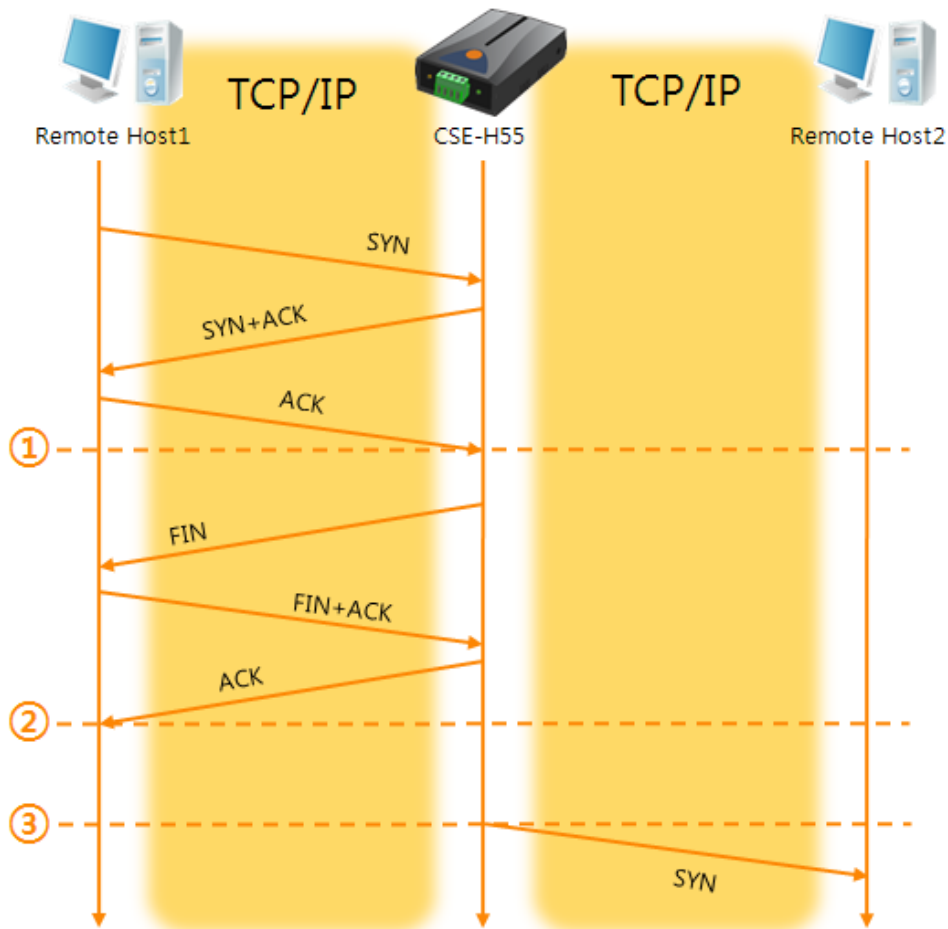 TCP/IP
TCP/IP
Remote Host1
CSE-H55
Remote Host2
SYN
SYN+ACK
ACK
①
FIN
FIN+ACK
ACK
②
③
SYN